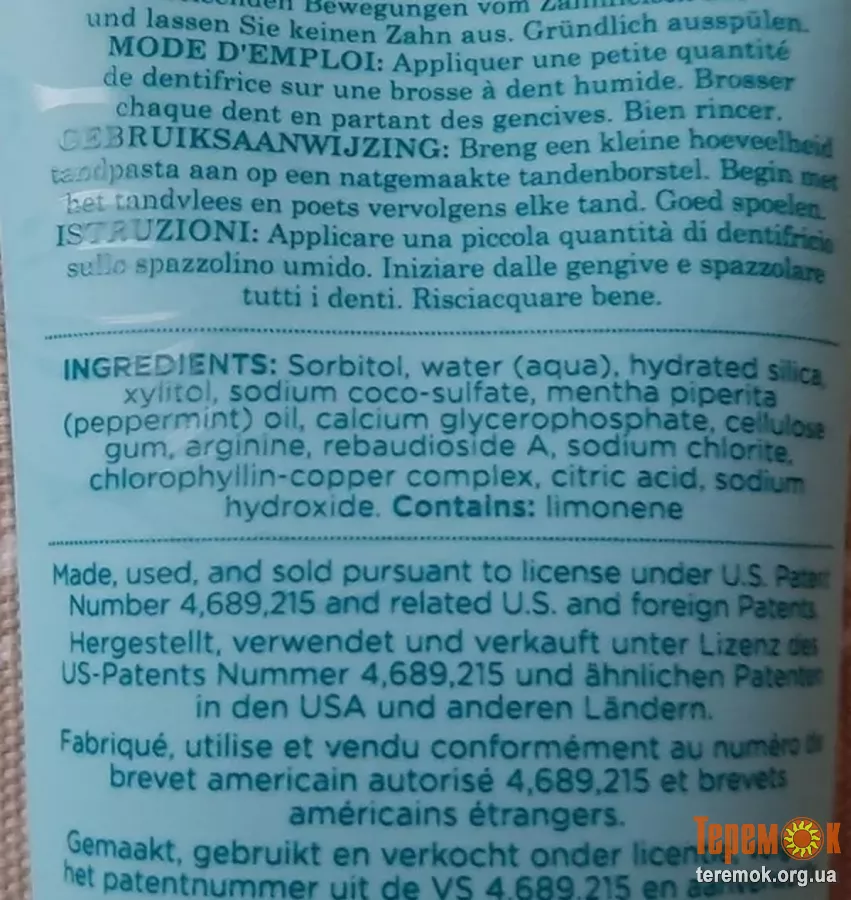 Bewegungen vom
und lassen Sie keinen Zahn aus. Gründlich ausspülen.
MODE D'EMPLOI: Appliquer une petite quantité
de dentifrice sur une brosse à dent humide. Brosser
chaque dent en partant des gencives. Bien rincer.
GEBRUIKSAANWIJZING: Breng een kleine hoeveelheid
tandpasta aan op een natgemaakte tandenborstel. Begin met
het tandvlees en poets vervolgens elke tand. Goed spoelen.
ISTRUZIONI: Applicare una piccola quantità di dentifricio
sullo spazzolino umido. Iniziare dalle gengive e spazzolare
tutti i denti. Risciacquare bene.
INGREDIENTS: Sorbitol, water (aqua), hydrated silica,
xylitol, sodium coco-sulfate, mentha piperita
(peppermint) oil, calcium glycerophosphate, cellulose
gum, arginine, rebaudioside A, sodium chlorite,
chlorophyllin-copper complex, citric acid, sodium
hydroxide. Contains: limonene
Made, used, and sold pursuant to license under U.S. Patent
Number 4,689,215 and related U.S. and foreign Patents
Hergestellt, verwendet und verkauft unter Lizenz des
US-Patents Nummer 4,689,215 und ähnlichen Patenten
in den USA und anderen Ländern.
Fabriqué, utilise et vendu conformément au numéro de
brevet americain autorisé 4,689,215 et brevets
américains étrangers.
Gemaakt, gebruikt en verkocht onder
het patentnummer uit de VS 4,689,215 en
Теремок
teremok.org.ua